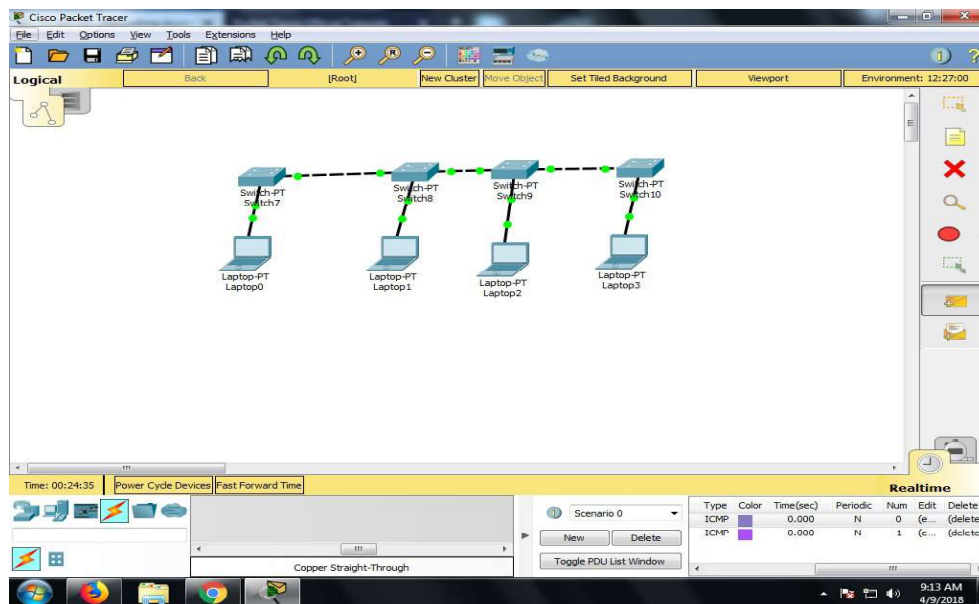 Cisco Packet Tracer
File Edit Options View Tools Extensions Help
Logical Back [Root] New Cluster Move Object Set Tiled Background Viewport Environment: 12:27:00
Switch-PT Switch-PT Switch-PT Switch-PT
Switch7 Switch8 Switch9 Switch10
Laptop-PT Laptop-PT Laptop-PT Laptop-PT
Laptop0 Laptop1 Laptop2 Laptop3
Time: 00:24:35 Power Cycle Devices Fast Forward Time Realtime
Scenario 0
New Delete
Toggle PDU List Window
Copper Straight-Through
Type Color Time(sec) Periodic Num Edit Delete
ICMP 0.000 N 0 (e... (delete
ICMP 0.000 N 1 (e... (delete
9:13 AM
4/9/2018